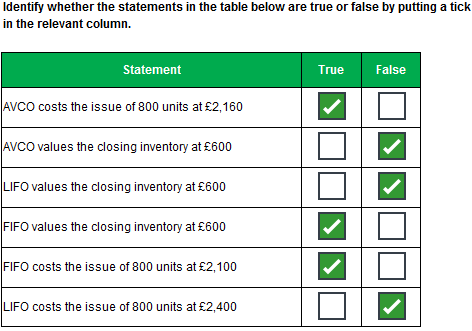 Identify whether the statements in the table below are true or false by putting a tick
in the relevant column.
Statement True False
AVCO costs the issue of 800 units at £2,160
AVCO values the closing inventory at £600
LIFO values the closing inventory at £600
FIFO values the closing inventory at £600
FIFO costs the issue of 800 units at £2,100
LIFO costs the issue of 800 units at £2,400